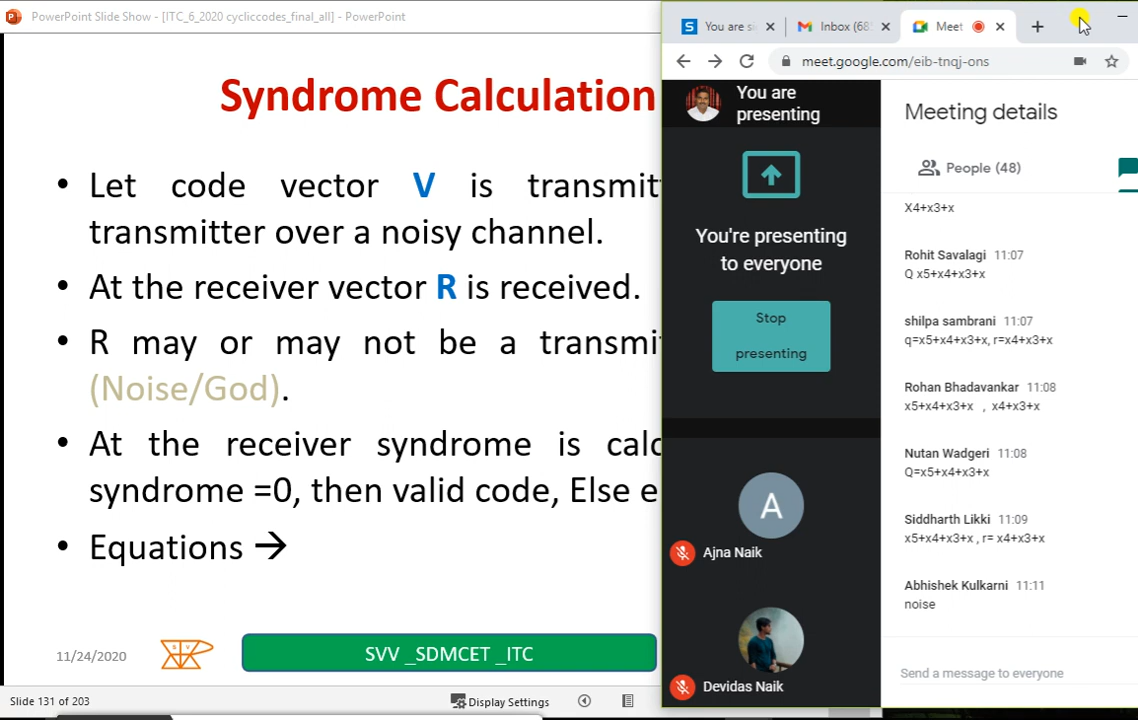 PowerPoint Slide Show - [ITC_6_2020 cycliccodes_final_all] - PowerPoint
Syndrome Calculation
• Let code vector V is
transmitter over a noisy channel.
• At the receiver vector R is received.
• R may or may not be a
(Noise/God).
• At the receiver syndrome is
syndrome =0, then valid code, Else
• Equations →
11/24/2020
SVV _SDMCET _ITC
Slide 131 of 203
Display Settings
S
You are
Inbox (68
Meet
meet.google.com/eib-tnqj-ons
You are
presenting
You're presenting
to everyone
Stop
presenting
A
Ajna Naik
Devidas Naik
Meeting details
People (48)
X4+x3+x
Rohit Savalagi 11:07
Q x5+x4+x3+x
shilpa sambrani 11:07
q=x5+x4+x3+x, r=x4+x3+x
Rohan Bhadavankar 11:08
x5+x4+x3+x , x4+x3+x
Nutan Wadgeri 11:08
Q=x5+x4+x3+x
Siddharth Likki 11:09
x5+x4+x3+x , r= x4+x3+x
Abhishek Kulkarni 11:11
noise
Send a message to everyone